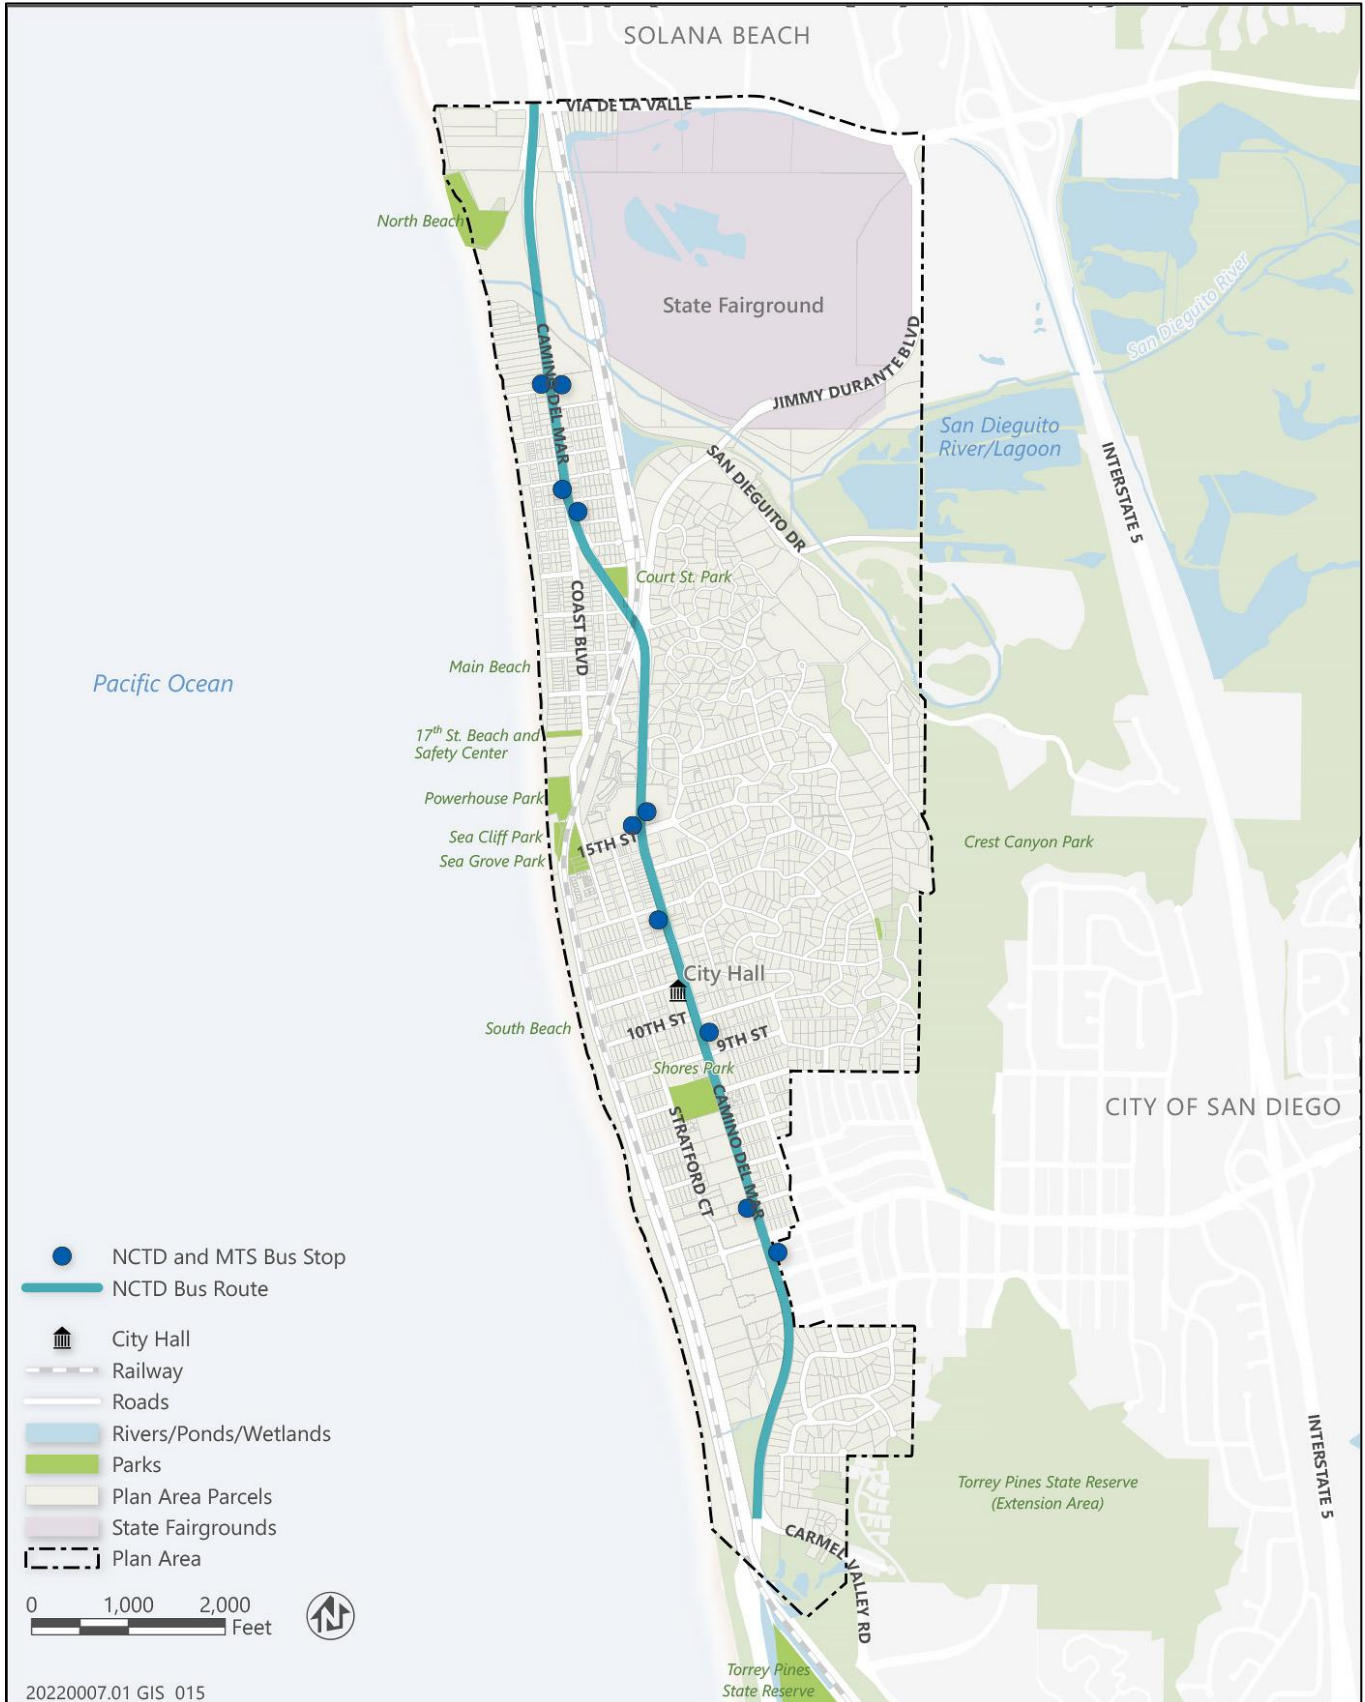 SOLANA BEACH
VIA DE LA VALLE
North Beach
State Fairground
San Dieguito River
CAMINO DEL MAR
JIMMY DURANTE BLVD
San Dieguito
River/Lagoon
INTERSTATE 5
SAN DIEGUITO DR
Court St. Park
COAST BLVD
Main Beach
Pacific Ocean
17th St. Beach and
Safety Center
Powerhouse Park
Sea Cliff Park
15TH ST
Sea Grove Park
Crest Canyon Park
City Hall
South Beach
10TH ST
9TH ST
Shores Park
CITY OF SAN DIEGO
STRATFORD CT
CAMINO DEL MAR
NCTD and MTS Bus Stop
NCTD Bus Route
City Hall
Railway
Roads
Rivers/Ponds/Wetlands
Parks
Plan Area Parcels
State Fairgrounds
Plan Area
INTERSTATE 5
Torrey Pines State Reserve
(Extension Area)
CARMEL VALLEY RD
0 1,000 2,000
Feet
N
Torrey Pines
State Reserve
20220007.01 GIS 015